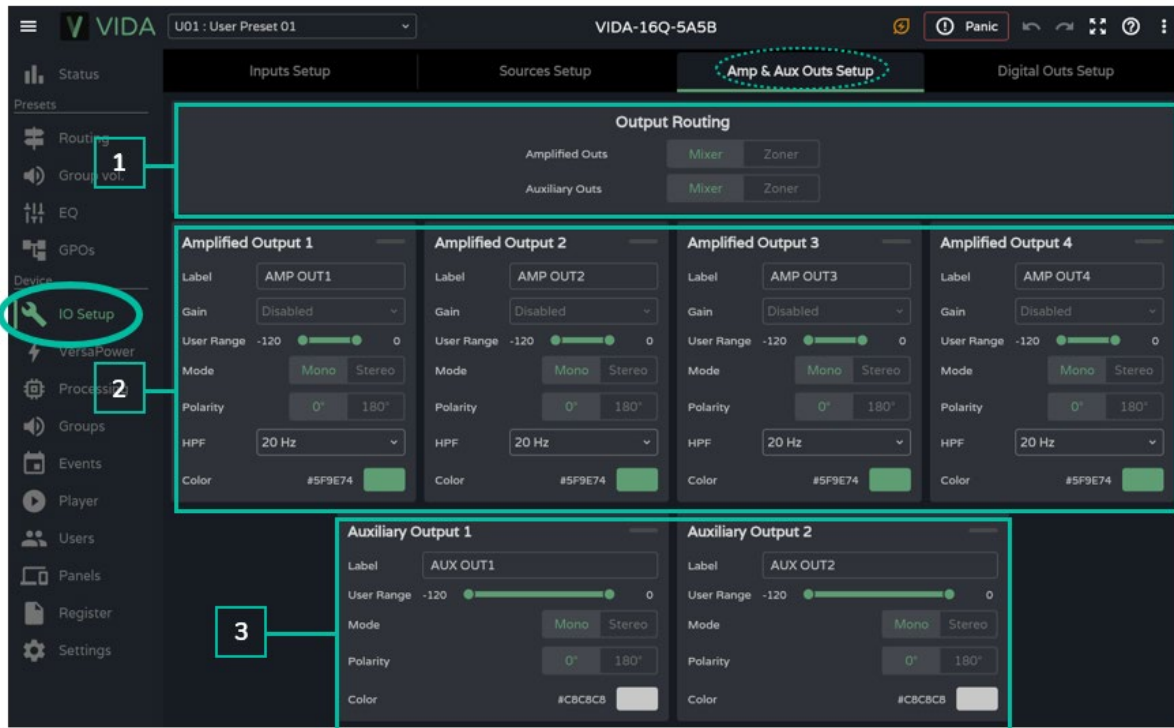 VIDA
U01 : User Preset 01
VIDA-16Q-5A5B
Panic
Status
Inputs Setup
Sources Setup
Amp & Aux Outs Setup
Digital Outs Setup
Presets
Routing
Group vol.
EQ
GPOs
Device
IO Setup
VersaPower
Processing
Groups
Events
Player
Users
Panels
Register
Settings
1
Output Routing
Amplified Outs Mixer Zoner
Auxiliary Outs Mixer Zoner
2
Amplified Output 1
Label AMP OUT1
Gain Disabled
User Range -120 0
Mode Mono Stereo
Polarity 0° 180°
HPF 20 Hz
Color #5F9E74
Amplified Output 2
Label AMP OUT2
Gain Disabled
User Range -120 0
Mode Mono Stereo
Polarity 0° 180°
HPF 20 Hz
Color #5F9E74
Amplified Output 3
Label AMP OUT3
Gain Disabled
User Range -120 0
Mode Mono Stereo
Polarity 0° 180°
HPF 20 Hz
Color #5F9E74
Amplified Output 4
Label AMP OUT4
Gain Disabled
User Range -120 0
Mode Mono Stereo
Polarity 0° 180°
HPF 20 Hz
Color #5F9E74
3
Auxiliary Output 1
Label AUX OUT1
User Range -120 0
Mode Mono Stereo
Polarity 0° 180°
Color #C8C8C8
Auxiliary Output 2
Label AUX OUT2
User Range -120 0
Mode Mono Stereo
Polarity 0° 180°
Color #C8C8C8